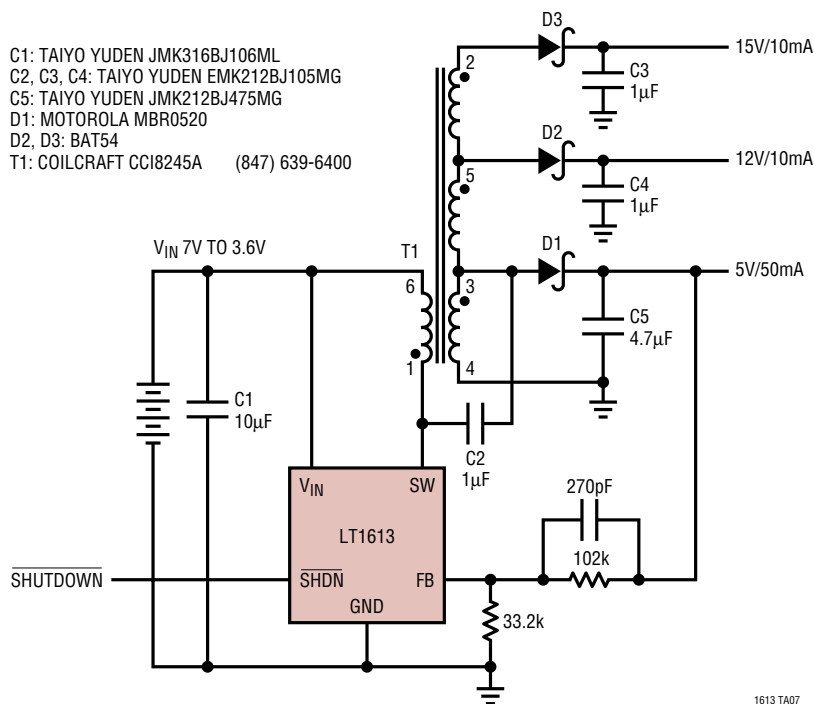 C1: TAIYO YUDEN JMK316BJ106ML
C2, C3, C4: TAIYO YUDEN EMK212BJ105MG
C5: TAIYO YUDEN JMK212BJ475MG
D1: MOTOROLA MBR0520
D2, D3: BAT54
T1: COILCRAFT CCI8245A (847) 639-6400
D3
15V/10mA
2
C3
1µF
D2
12V/10mA
5
C4
1µF
VIN 7V TO 3.6V
T1
D1
5V/50mA
6
3
C5
4.7µF
1
4
C1
10µF
C2
1µF
VIN
SW
LT1613
270pF
102k
SHUTDOWN
SHDN
FB
GND
33.2k
1613 TA07